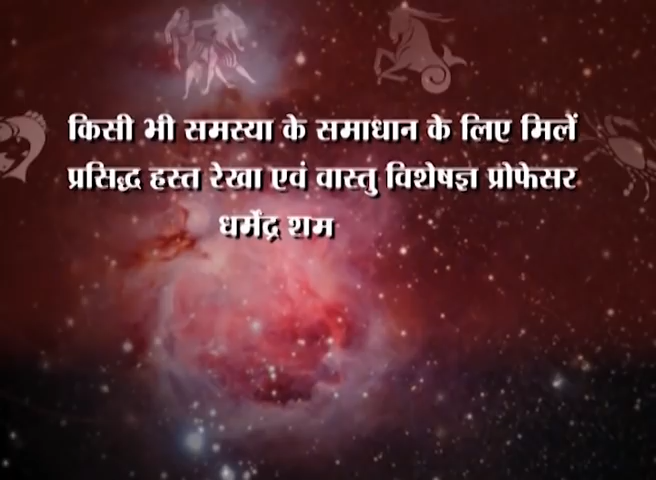 किसी भी समस्या के समाधान के लिए मिलें
प्रसिद्ध हस्त रेखा एवं वास्तु विशेषज्ञ प्रोफेसर
धर्मेंद्र शम